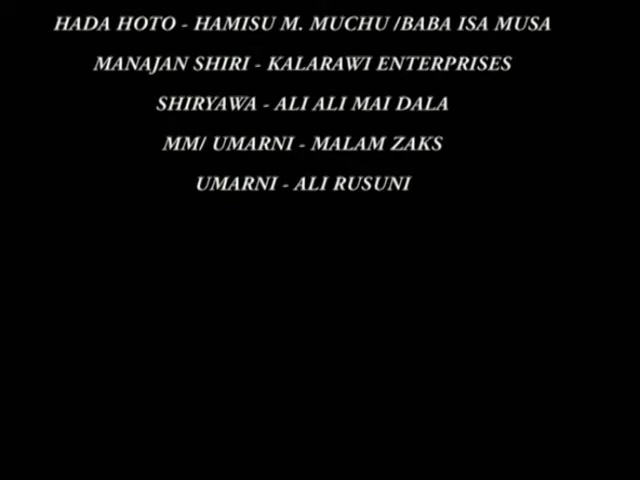 HADA HOTO - HAMISU M. MUCHU /BABA ISA MUSA
MANAJAN SHIRI - KALARAWI ENTERPRISES
SHIRYAWA - ALI ALI MAI DALA
MM/ UMARNI - MALAM ZAKS
UMARNI - ALI RUSUNI